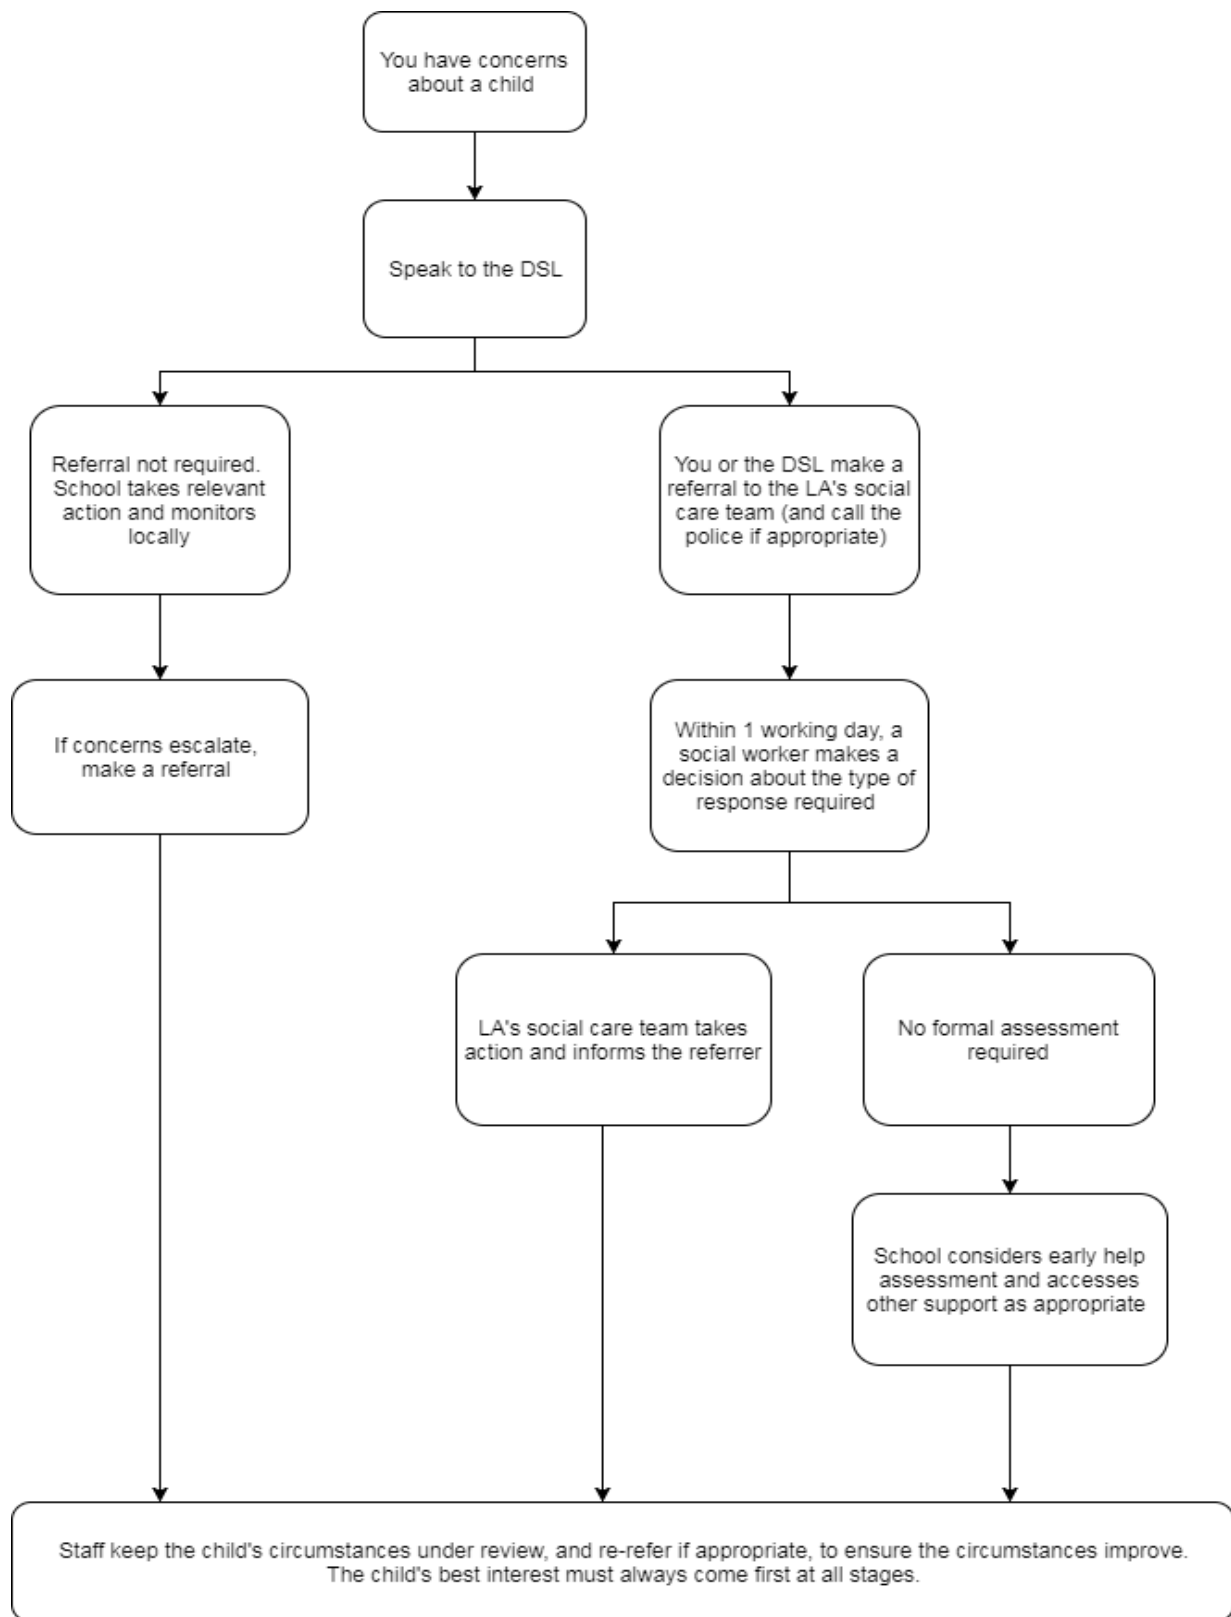 You have concerns
about a child
Speak to the DSL
Referral not required.
School takes relevant
action and monitors
locally
You or the DSL make a
referral to the LA's social
care team (and call the
police if appropriate)
If concerns escalate,
make a referral
Within 1 working day, a
social worker makes a
decision about the type of
response required
LA's social care team takes
action and informs the referrer
No formal assessment
required
School considers early help
assessment and accesses
other support as appropriate
Staff keep the child's circumstances under review, and re-refer if appropriate, to ensure the circumstances improve.
The child's best interest must always come first at all stages.